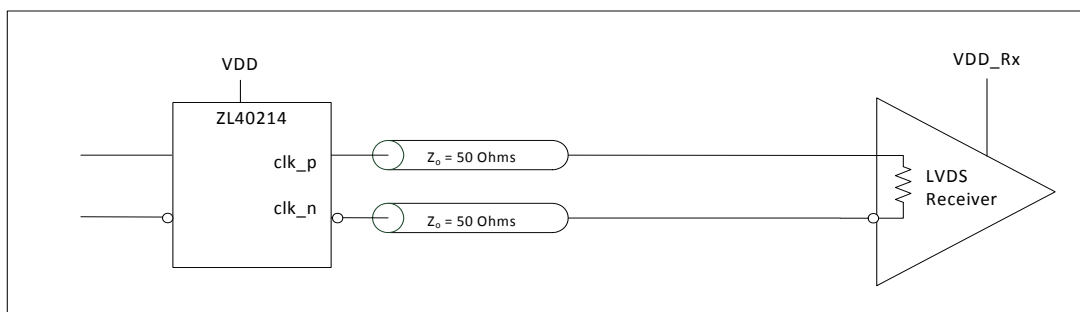 VDD
VDD_Rx
ZL40214
clk_p
Zₒ = 50 Ohms
LVDS
Receiver
clk_n
Zₒ = 50 Ohms